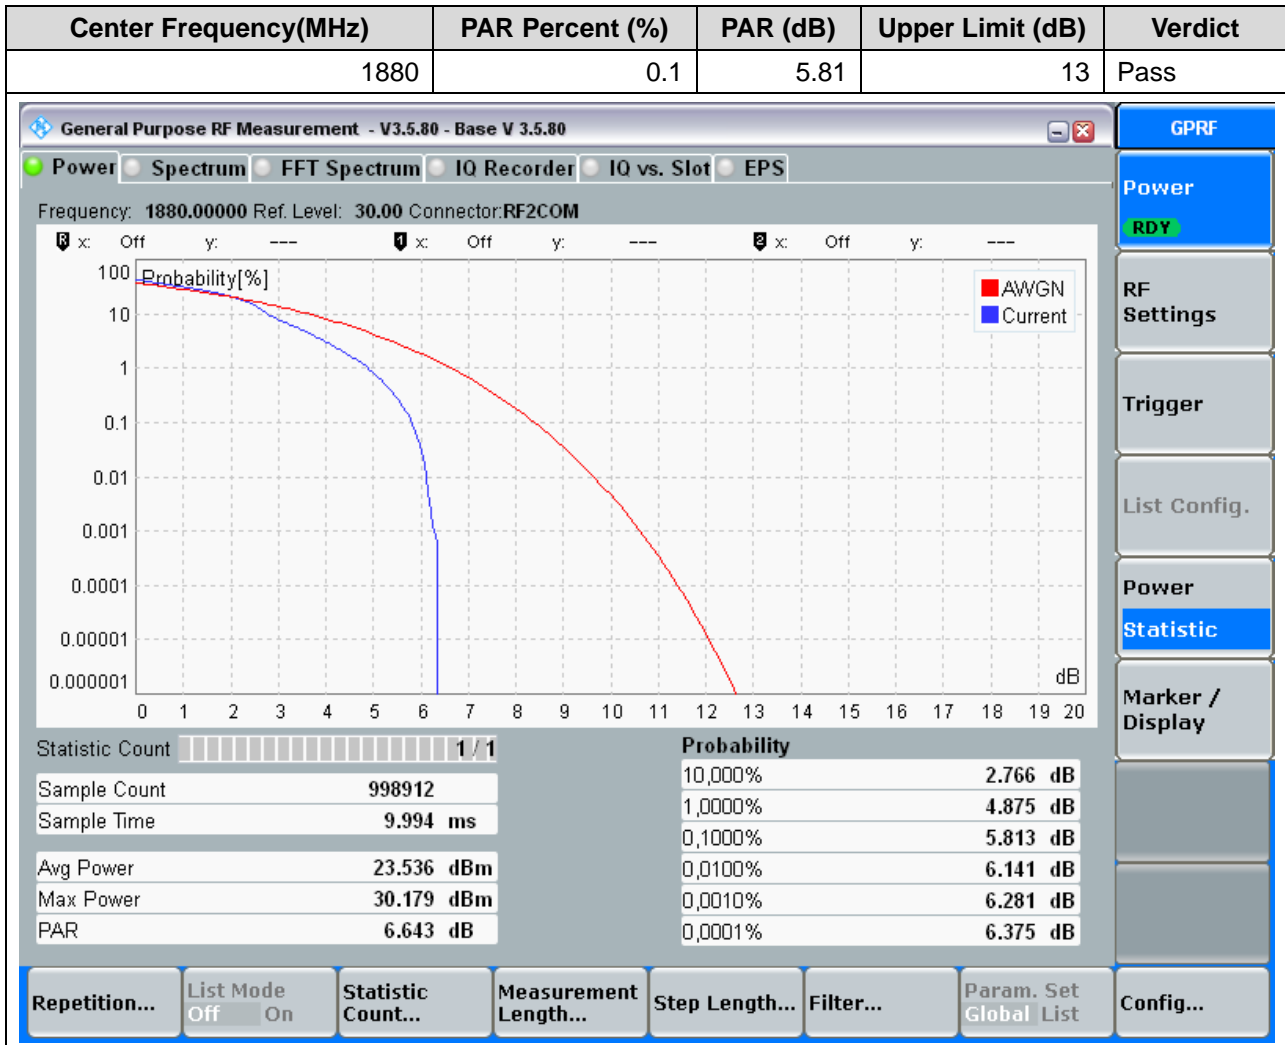 Center Frequency(MHz) PAR Percent (%) PAR (dB) Upper Limit (dB) Verdict
1880 0.1 5.81 13 Pass
General Purpose RF Measurement - V3.5.80 - Base V 3.5.80
GPRF
Power Spectrum FFT Spectrum IQ Recorder IQ vs. Slot EPS
Power
RDY
Frequency: 1880.00000 Ref. Level: 30.00 Connector:RF2COM
R x: Off y: --- 1 x: Off y: --- 2 x: Off y: ---
Probability[%]
100
10
1
0.1
0.01
0.001
0.0001
0.00001
0.000001
AWGN
Current
dB
0 1 2 3 4 5 6 7 8 9 10 11 12 13 14 15 16 17 18 19 20
RF
Settings
Trigger
List Config.
Power
Statistic
Marker /
Display
Statistic Count 1 / 1
Sample Count 998912
Sample Time 9.994 ms
Avg Power 23.536 dBm
Max Power 30.179 dBm
PAR 6.643 dB
Probability
10,000% 2.766 dB
1,0000% 4.875 dB
0,1000% 5.813 dB
0,0100% 6.141 dB
0,0010% 6.281 dB
0,0001% 6.375 dB
Repetition...
List Mode
Off On
Statistic
Count...
Measurement
Length...
Step Length...
Filter...
Param. Set
Global List
Config...